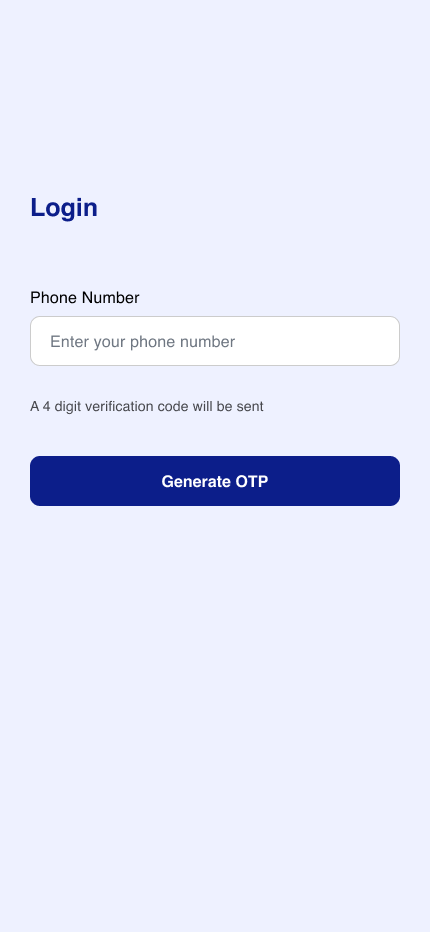 Login
Phone Number
Enter your phone number
A 4 digit verification code will be sent
Generate OTP